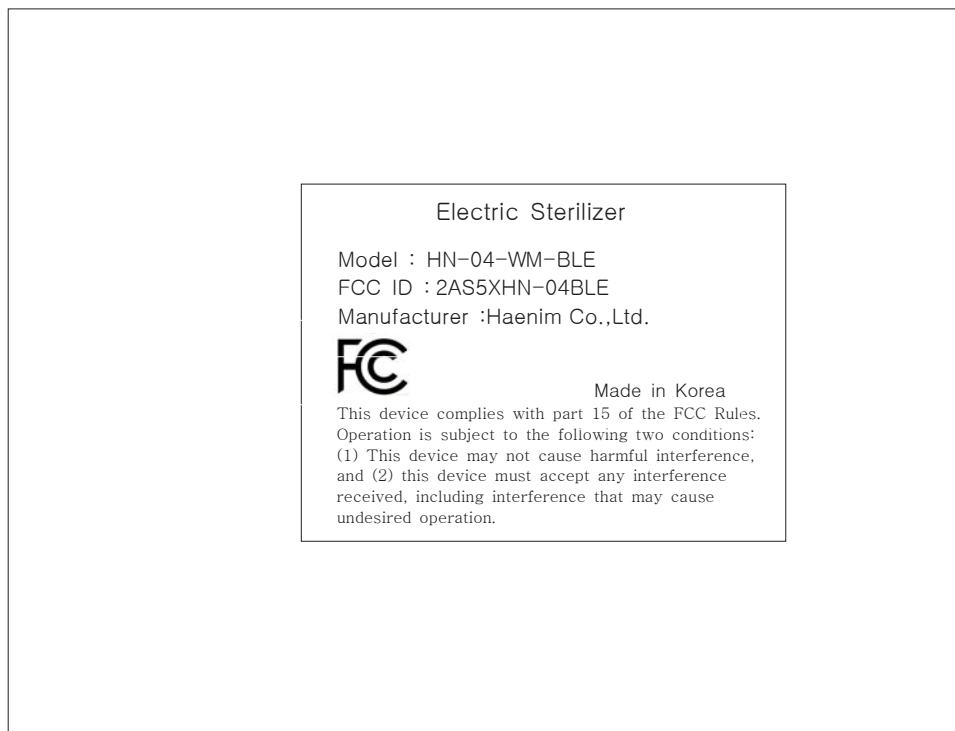 Electric Sterilizer
Model : HN-04-WM-BLE
FCC ID : 2AS5XHN-04BLE
Manufacturer :Haenim Co.,Ltd.
FC
Made in Korea
This device complies with part 15 of the FCC Rules.
Operation is subject to the following two conditions:
(1) This device may not cause harmful interference,
and (2) this device must accept any interference
received, including interference that may cause
undesired operation.